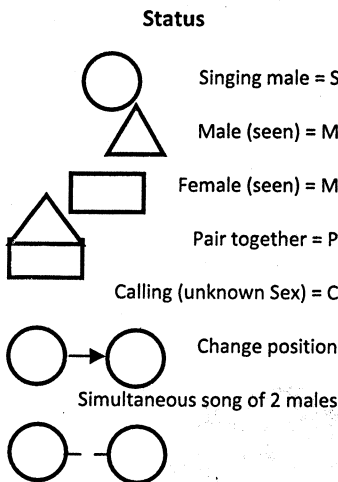 Status
Singing male = S
Male (seen) = M
Female (seen) = M
Pair together = P
Calling (unknown Sex) = C
Change position
Simultaneous song of 2 males